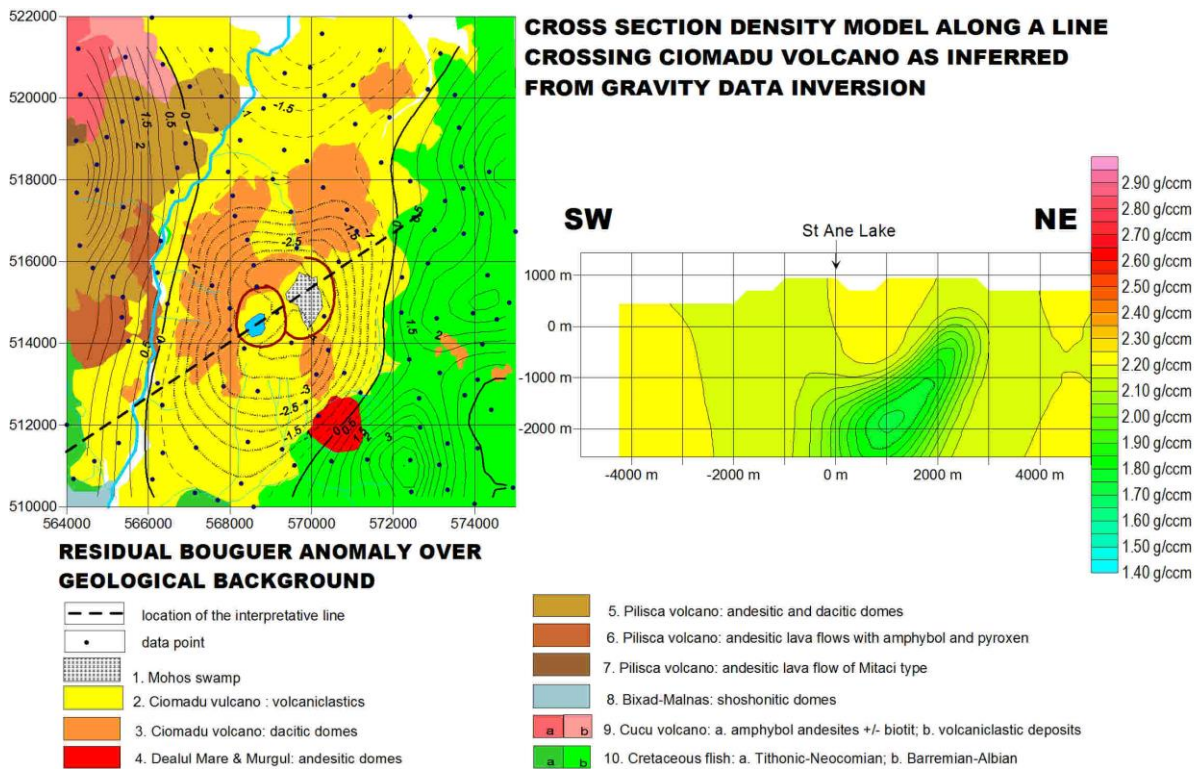 CROSS SECTION DENSITY MODEL ALONG A LINE
CROSSING CIOMADU VOLCANO AS INFERRED
FROM GRAVITY DATA INVERSION
522000
520000
518000
516000
514000
512000
510000
564000 566000 568000 570000 572000 574000
SW
NE
St Ane Lake
1000 m
0 m
-1000 m
-2000 m
-4000 m -2000 m 0 m 2000 m 4000 m
2.90 g/ccm
2.80 g/ccm
2.70 g/ccm
2.60 g/ccm
2.50 g/ccm
2.40 g/ccm
2.30 g/ccm
2.20 g/ccm
2.10 g/ccm
2.00 g/ccm
1.90 g/ccm
1.80 g/ccm
1.70 g/ccm
1.60 g/ccm
1.50 g/ccm
1.40 g/ccm
RESIDUAL BOUGUER ANOMALY OVER
GEOLOGICAL BACKGROUND
location of the interpretative line
data point
1. Mohos swamp
2. Ciomadu vulcano : volcaniclastics
3. Ciomadu volcano: dacitic domes
4. Dealul Mare & Murgul: andesitic domes
5. Pilisca volcano: andesitic and dacitic domes
6. Pilisca volcano: andesitic lava flows with amphybol and pyroxen
7. Pilisca volcano: andesitic lava flow of Mitaci type
8. Bixad-Malnas: shoshonitic domes
a b 9. Cucu volcano: a. amphybol andesites +/- biotit; b. volcaniclastic deposits
a b 10. Cretaceous flish: a. Tithonic-Neocomian; b. Barremian-Albian